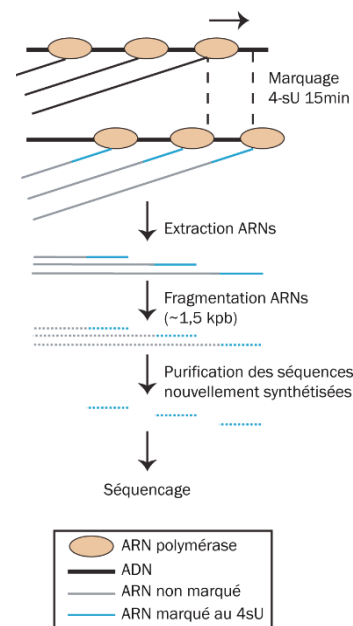 Marquage
4-sU 15min
Extraction ARNs
Fragmentation ARNs
(~1,5 kpb)
Purification des séquences
nouvellement synthétisées
Séquencage
ARN polymérase
ADN
ARN non marqué
ARN marqué au 4sU